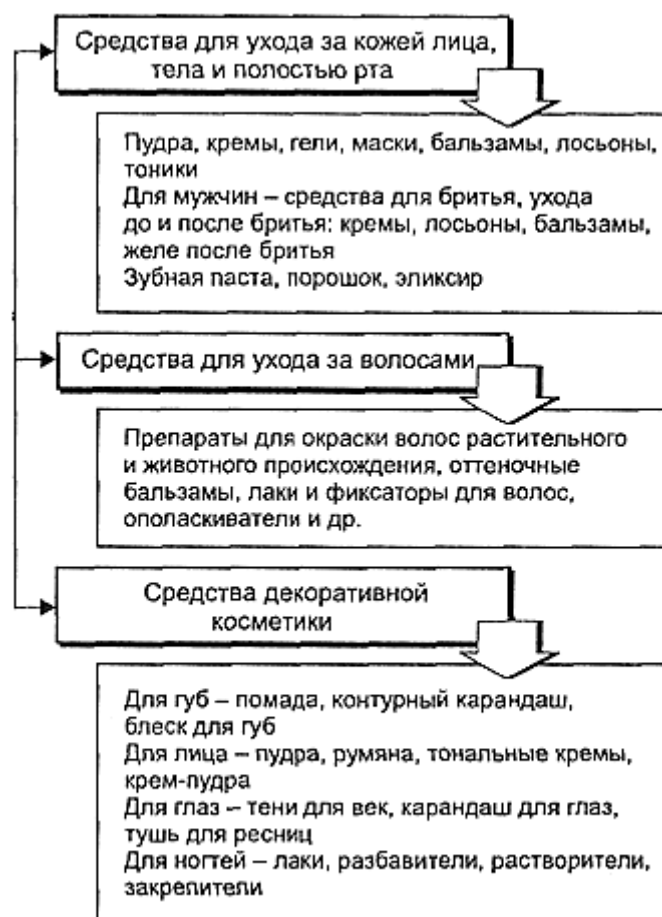 Средства для ухода за кожей лица,
тела и полостью рта
Пудра, кремы, гели, маски, бальзамы, лосьоны,
тоники
Для мужчин – средства для бритья, ухода
до и после бритья: кремы, лосьоны, бальзамы,
желе после бритья
Зубная паста, порошок, эликсир
Средства для ухода за волосами
Препараты для окраски волос растительного
и животного происхождения, оттеночные
бальзамы, лаки и фиксаторы для волос,
ополаскиватели и др.
Средства декоративной
косметики
Для губ – помада, контурный карандаш,
блеск для губ
Для лица – пудра, румяна, тональные кремы,
крем-пудра
Для глаз – тени для век, карандаш для глаз,
тушь для ресниц
Для ногтей – лаки, разбавители, растворители,
закрепители